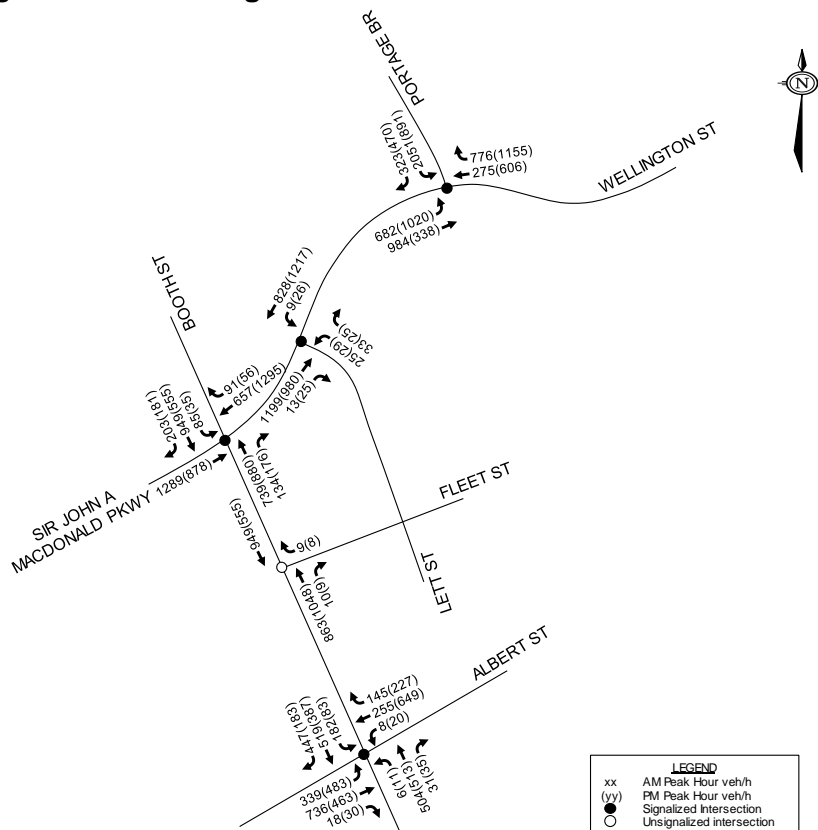 PORTAGE BR
N
323(470)
2051(891)
776(1155)
275(606)
WELLINGTON ST
682(1020)
984(338)
BOOTH ST
828(1217)
9(26)
33(25)
25(29)
91(56)
657(1295)
1199(980)
13(25)
203(181)
949(555)
85(35)
739(880)
134(176)
1289(878)
SIR JOHN A
MACDONALD PKWY
FLEET ST
949(555)
9(8)
863(1048)
10(9)
LETT ST
ALBERT ST
145(227)
255(649)
8(20)
447(183)
519(387)
182(83)
339(483)
736(463)
18(30)
6(11)
504(513)
31(35)
LEGEND
xx AM Peak Hour veh/h
(yy) PM Peak Hour veh/h
Signalized Intersection
Unsignalized intersection